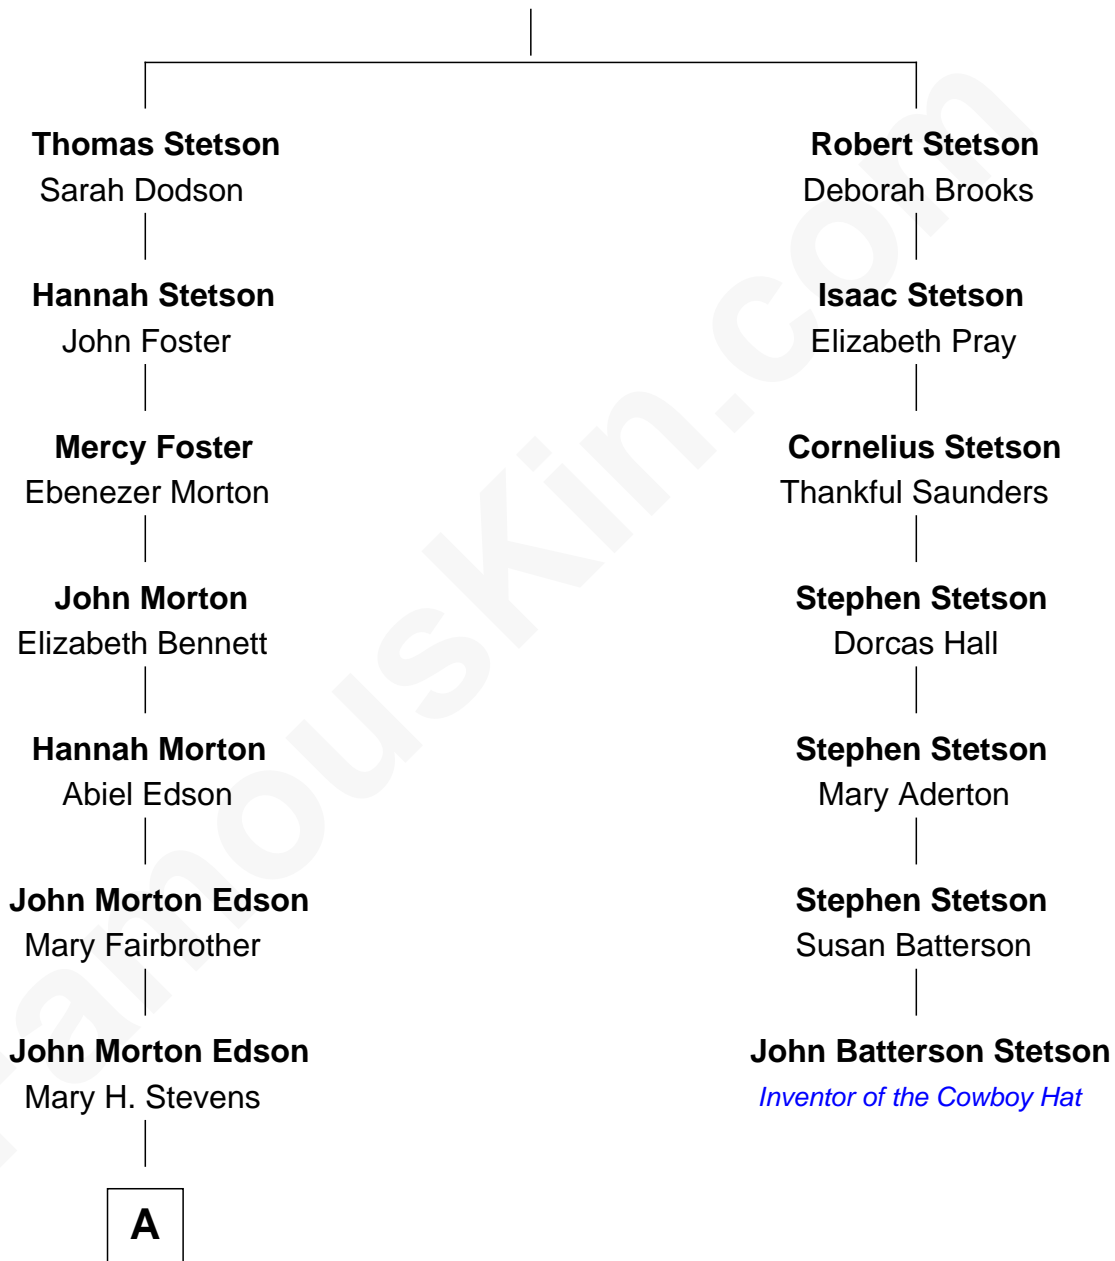 Thomas Stetson
Sarah Dodson
Hannah Stetson
John Foster
Mercy Foster
Ebenezer Morton
John Morton
Elizabeth Bennett
Hannah Morton
Abiel Edson
John Morton Edson
Mary Fairbrother
John Morton Edson
Mary H. Stevens
A
Robert Stetson
Deborah Brooks
Isaac Stetson
Elizabeth Pray
Cornelius Stetson
Thankful Saunders
Stephen Stetson
Dorcas Hall
Stephen Stetson
Mary Aderton
Stephen Stetson
Susan Batterson
John Batterson Stetson
Inventor of the Cowboy Hat
FamousKin.com